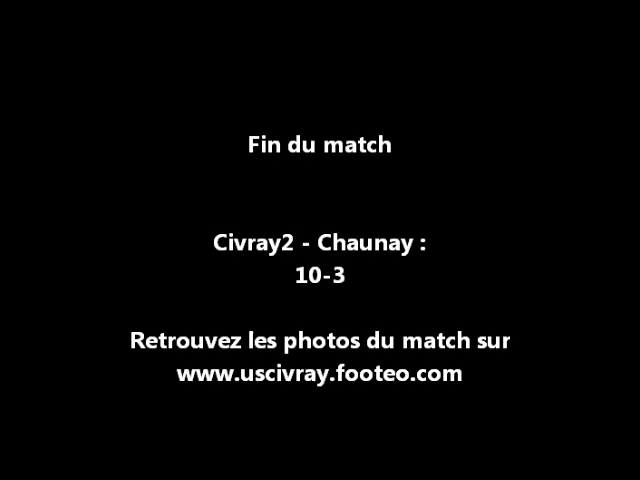 Fin du match
Civray2 - Chaunay :
10-3
Retrouvez les photos du match sur
www.uscivray.footeo.com